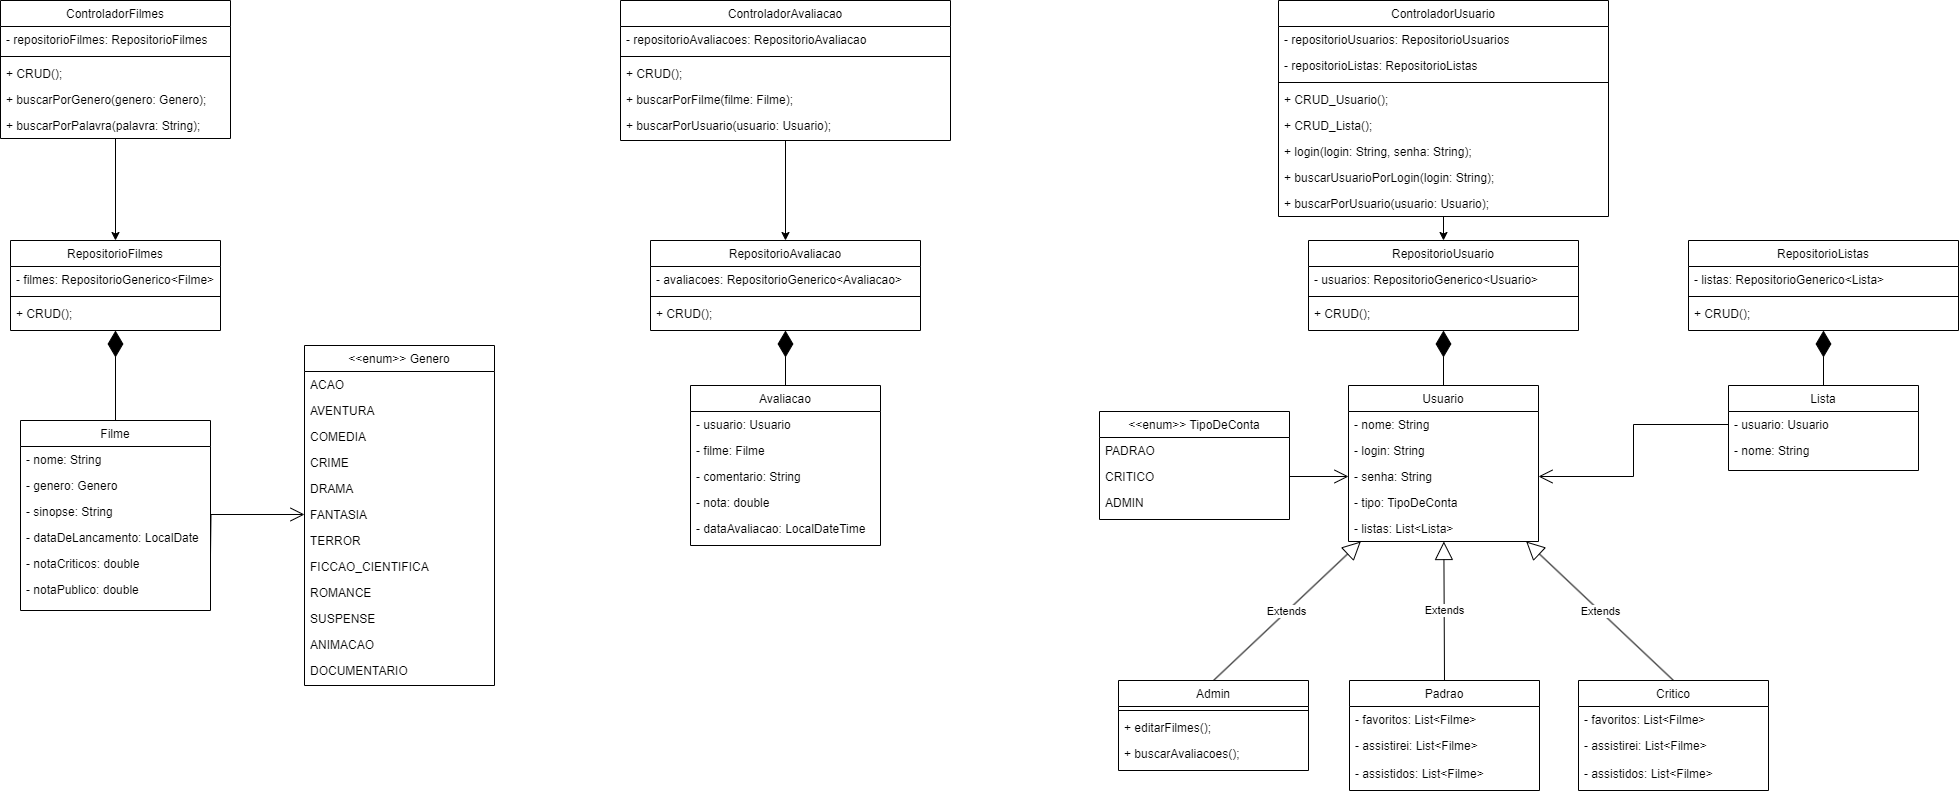 ControladorFilmes
- repositorioFilmes: RepositorioFilmes
+ CRUD();
+ buscarPorGenero(genero: Genero);
+ buscarPorPalavra(palavra: String);
ControladorAvaliacao
- repositorioAvaliacoes: RepositorioAvaliacao
+ CRUD();
+ buscarPorFilme(filme: Filme);
+ buscarPorUsuario(usuario: Usuario);
ControladorUsuario
- repositorioUsuarios: RepositorioUsuarios
- repositorioListas: RepositorioListas
+ CRUD_Usuario();
+ CRUD_Lista();
+ login(login: String, senha: String);
+ buscarUsuarioPorLogin(login: String);
+ buscarPorUsuario(usuario: Usuario);
RepositorioFilmes
- filmes: RepositorioGenerico<Filme>
+ CRUD();
RepositorioAvaliacao
- avaliacoes: RepositorioGenerico<Avaliacao>
+ CRUD();
RepositorioUsuario
- usuarios: RepositorioGenerico<Usuario>
+ CRUD();
RepositorioListas
- listas: RepositorioGenerico<Lista>
+ CRUD();
Filme
- nome: String
- genero: Genero
- sinopse: String
- dataDeLancamento: LocalDate
- notaCriticos: double
- notaPublico: double
<<enum>> Genero
ACAO
AVENTURA
COMEDIA
CRIME
DRAMA
FANTASIA
TERROR
FICCAO_CIENTIFICA
ROMANCE
SUSPENSE
ANIMACAO
DOCUMENTARIO
Avaliacao
- usuario: Usuario
- filme: Filme
- comentario: String
- nota: double
- dataAvaliacao: LocalDateTime
<<enum>> TipoDeConta
PADRAO
CRITICO
ADMIN
Usuario
- nome: String
- login: String
- senha: String
- tipo: TipoDeConta
- listas: List<Lista>
Lista
- usuario: Usuario
- nome: String
Extends
Extends
Extends
Admin
+ editarFilmes();
+ buscarAvaliacoes();
Padrao
- favoritos: List<Filme>
- assistirei: List<Filme>
- assistidos: List<Filme>
Critico
- favoritos: List<Filme>
- assistirei: List<Filme>
- assistidos: List<Filme>